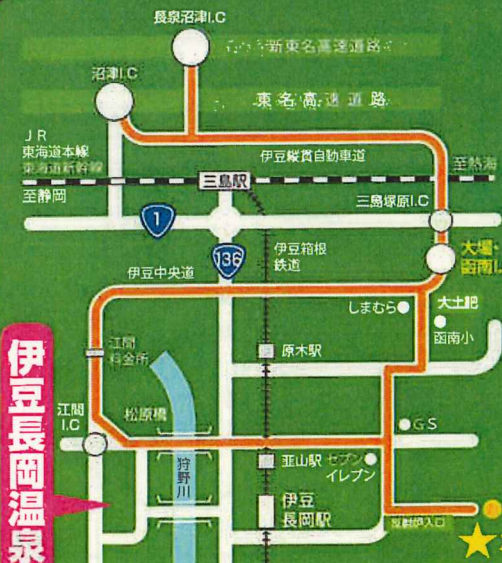 長泉沼津I.C
新東名高速道路
沼津I.C
東名高速道路
JR
東海道本線
東海道新幹線
伊豆縦貫自動車道
至熱海
三島駅
至静岡
三島塚原I.C
1
136
伊豆箱根
鉄道
大場・
函南I.
伊豆中央道
しまむら
大土肥
函南小
江間
料金所
原木駅
伊豆長岡温泉
江間
I.C
松原橋
GS
狩野川
韮山駅
セブン
イレブン
伊豆
長岡駅
反射炉入口